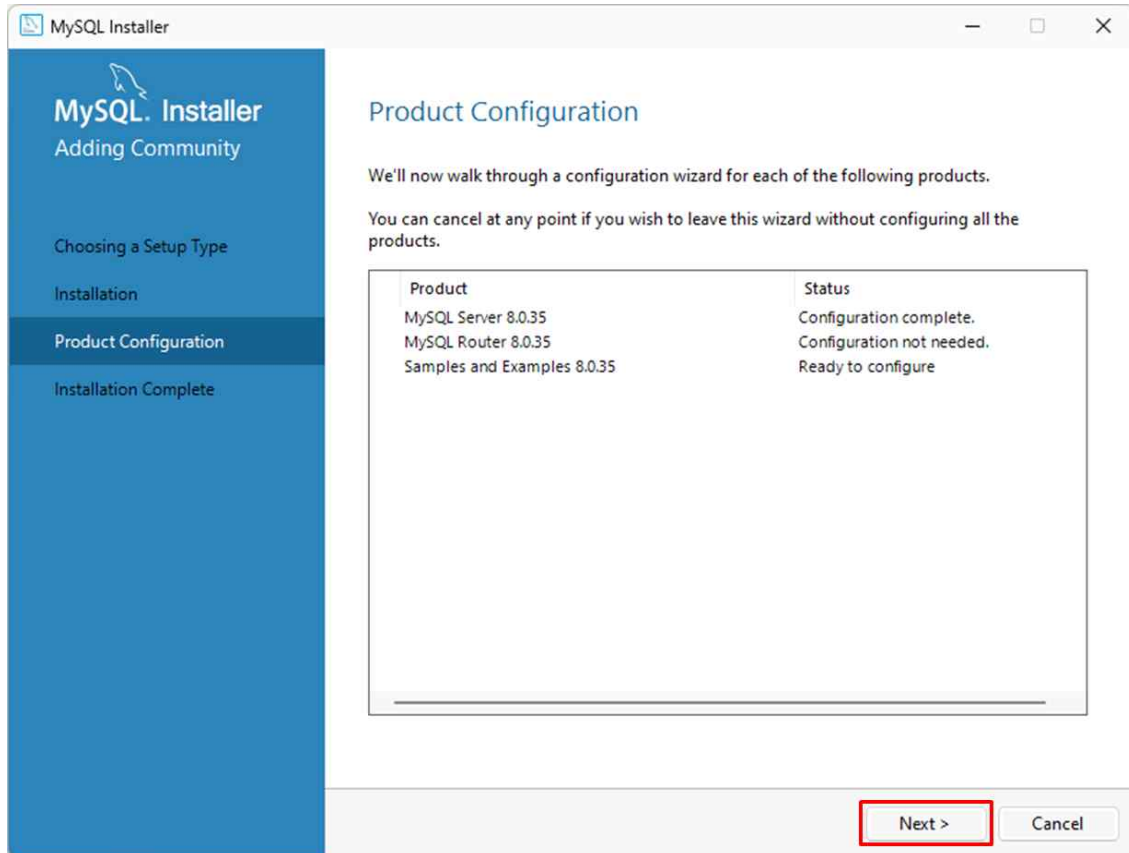 MySQL Installer
MySQL. Installer
Adding Community
Choosing a Setup Type
Installation
Product Configuration
Installation Complete
Product Configuration
We'll now walk through a configuration wizard for each of the following products.
You can cancel at any point if you wish to leave this wizard without configuring all the
products.
Product Status
MySQL Server 8.0.35 Configuration complete.
MySQL Router 8.0.35 Configuration not needed.
Samples and Examples 8.0.35 Ready to configure
Next > Cancel